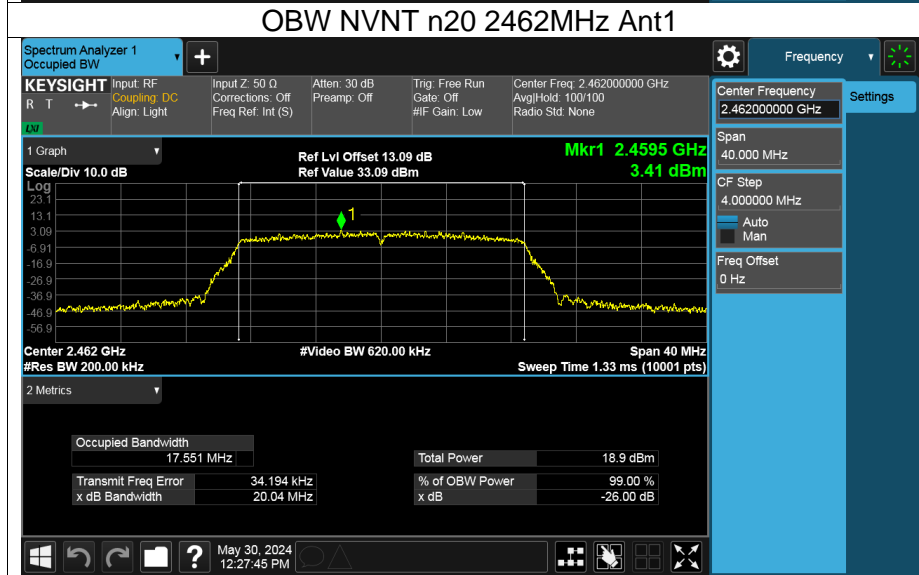 OBW NVNT n20 2462MHz Ant1
Spectrum Analyzer 1
Occupied BW
+
Frequency
KEYSIGHT
R T
LXI
Input: RF
Coupling: DC
Align: Light
Input Z: 50 Ω
Corrections: Off
Freq Ref: Int (S)
Atten: 30 dB
Preamp: Off
Trig: Free Run
Gate: Off
#IF Gain: Low
Center Freq: 2.462000000 GHz
Avg|Hold: 100/100
Radio Std: None
Center Frequency
2.462000000 GHz
Settings
Span
40.000 MHz
CF Step
4.000000 MHz
Auto
Man
Freq Offset
0 Hz
1 Graph
Ref Lvl Offset 13.09 dB
Mkr1 2.4595 GHz
Scale/Div 10.0 dB
Ref Value 33.09 dBm
3.41 dBm
Log
23.1
13.1
3.09
-6.91
-16.9
-26.9
-36.9
-46.9
-56.9
1
Center 2.462 GHz
#Video BW 620.00 kHz
Span 40 MHz
#Res BW 200.00 kHz
Sweep Time 1.33 ms (10001 pts)
2 Metrics
Occupied Bandwidth
17.551 MHz
Total Power 18.9 dBm
Transmit Freq Error 34.194 kHz
% of OBW Power 99.00 %
x dB Bandwidth 20.04 MHz
x dB -26.00 dB
?
May 30, 2024
12:27:45 PM